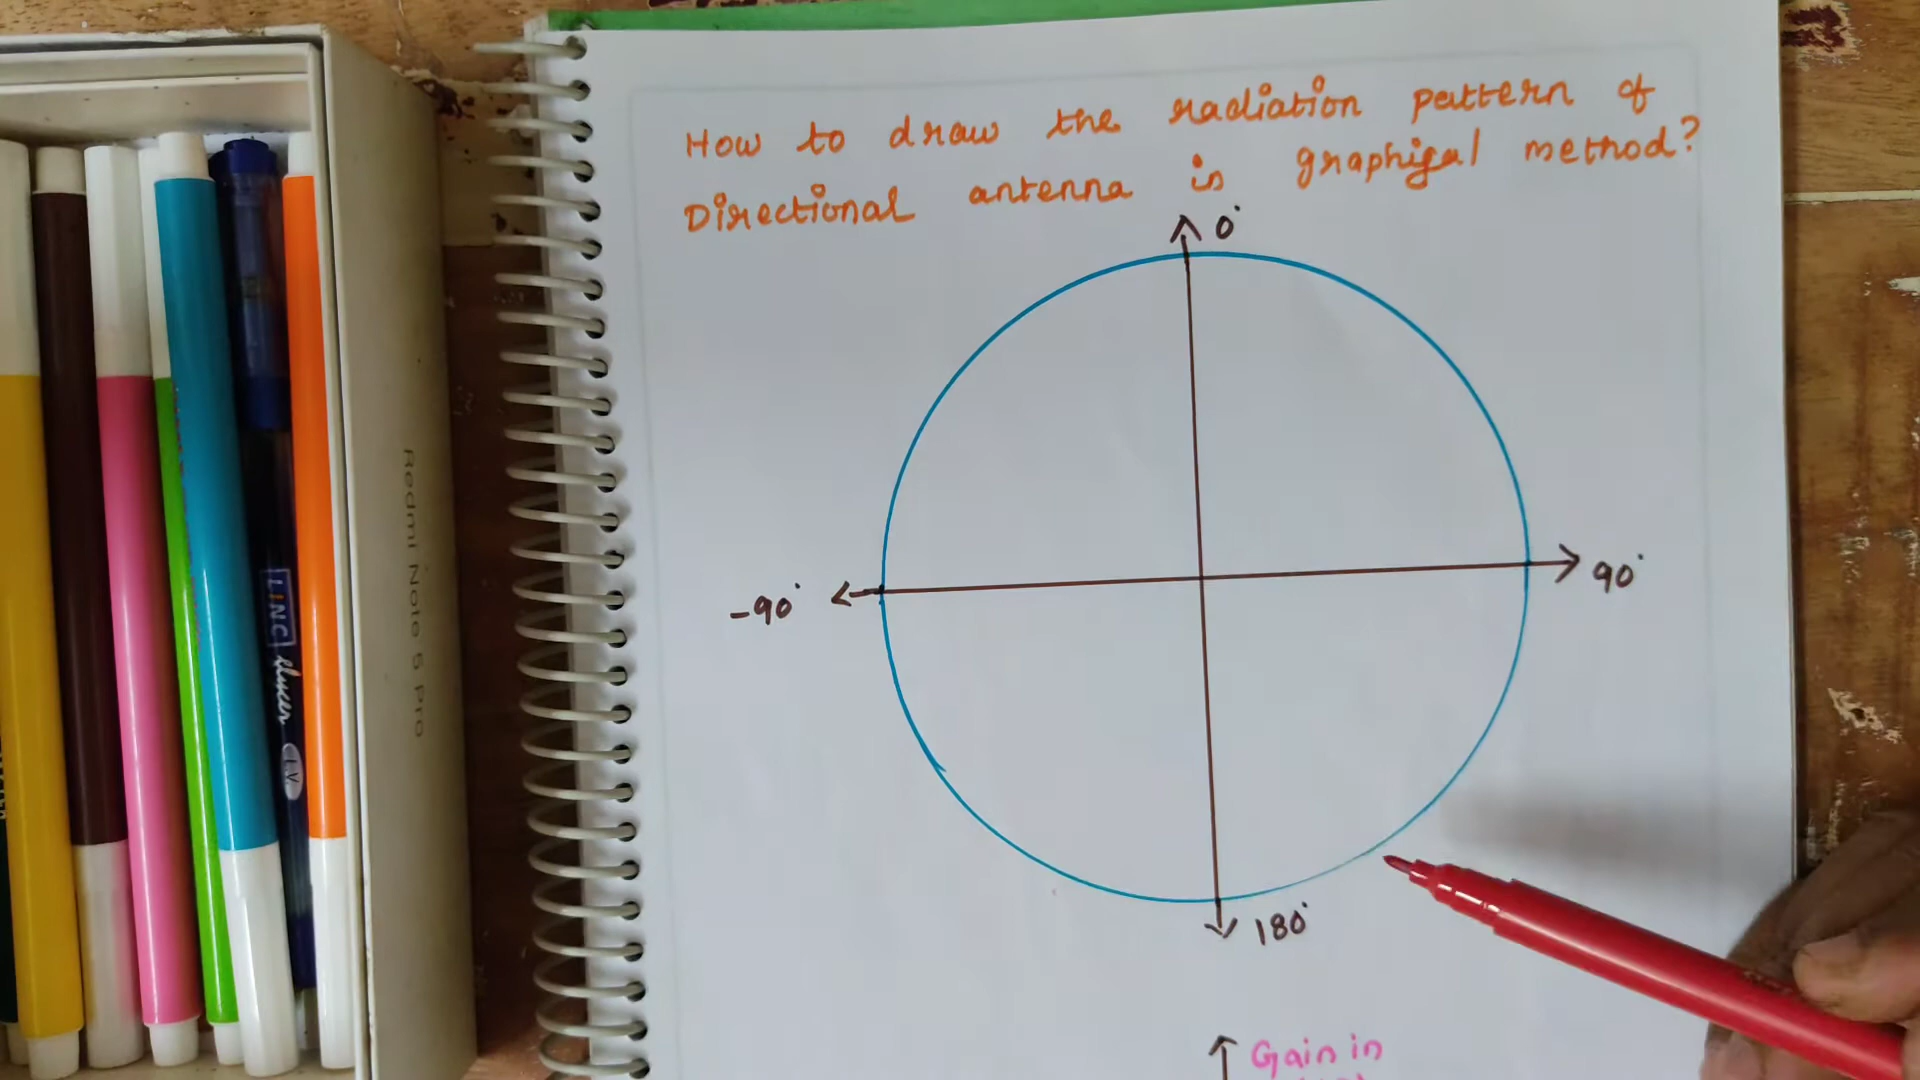 How to draw the radiation pattern of
Directional antenna in graphical method?
0°
-90°
90°
180°
Gain in
Redmi Note 5 Pro
LINC